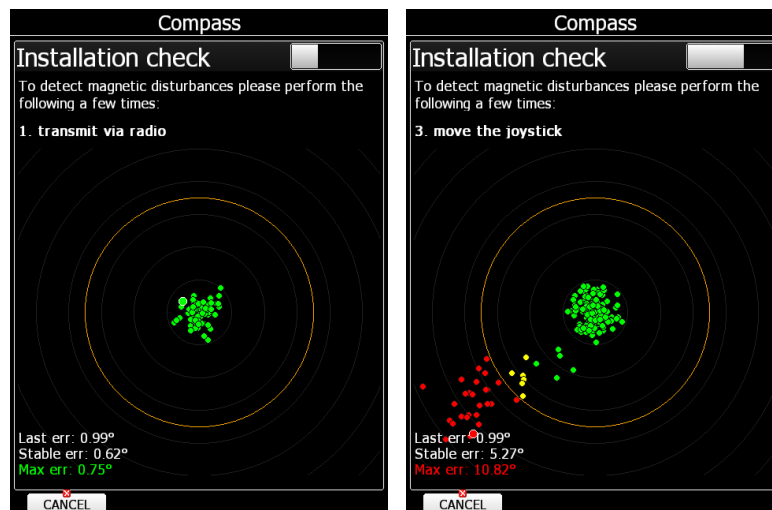 Compass
Installation check
To detect magnetic disturbances please perform the
following a few times:
1. transmit via radio
Last err: 0.99°
Stable err: 0.62°
Max err: 0.75°
CANCEL
Compass
Installation check
To detect magnetic disturbances please perform the
following a few times:
3. move the joystick
Last err: 0.99°
Stable err: 5.27°
Max err: 10.82°
CANCEL